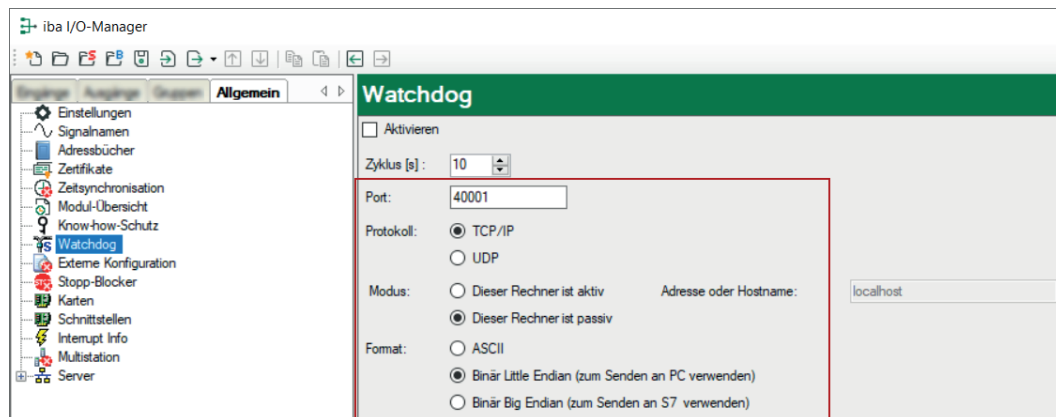 iba I/O-Manager
Allgemein
Einstellungen
Signalnamen
Adressbücher
Zertifikate
Zeitsynchronisation
Modul-Übersicht
Know-how-Schutz
Watchdog
Externe Konfiguration
Stopp-Blocker
Karten
Schnittstellen
Interrupt Info
Multistation
Server
Watchdog
Aktivieren
Zyklus [s] : 10
Port: 40001
Protokoll: TCP/IP
UDP
Modus: Dieser Rechner ist aktiv Adresse oder Hostname: localhost
Dieser Rechner ist passiv
Format: ASCII
Binär Little Endian (zum Senden an PC verwenden)
Binär Big Endian (zum Senden an S7 verwenden)